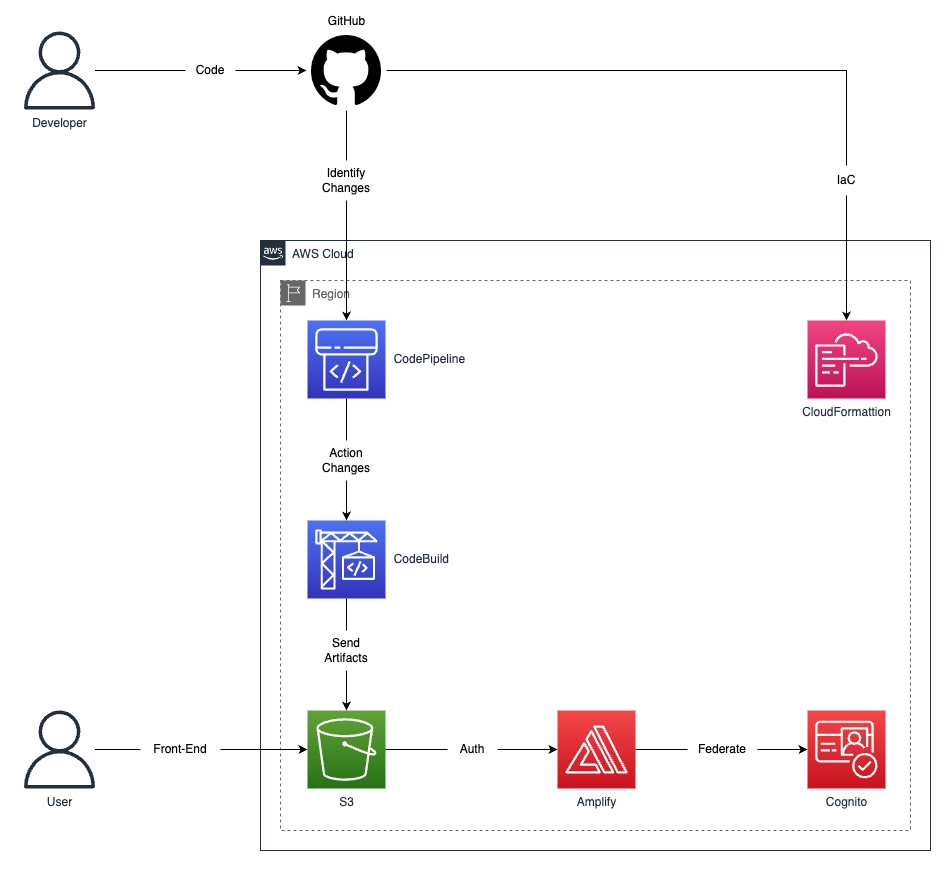 GitHub
Code
Developer
Identify
Changes
IaC
aws
AWS Cloud
Region
CodePipeline
CloudFormattion
Action
Changes
CodeBuild
Send
Artifacts
Front-End
Auth
Federate
User
S3
Amplify
Cognito